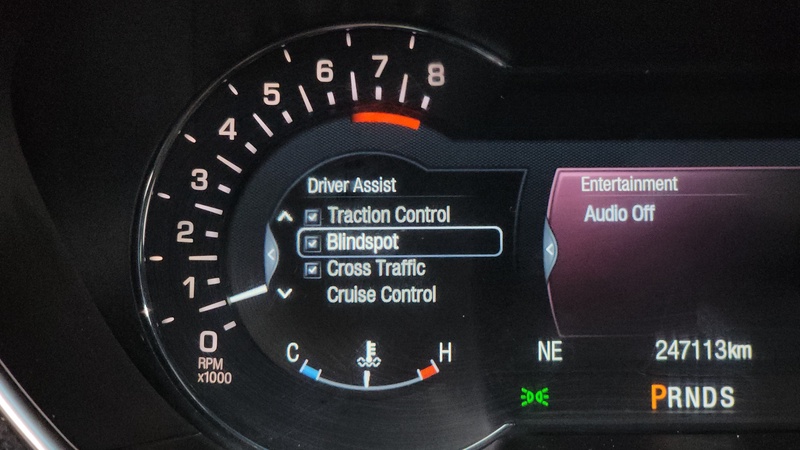 8
7
6
5
4
3
2
1
0
RPM
x1000
Driver Assist
Traction Control
Blindspot
Cross Traffic
Cruise Control
C
H
Entertainment
Audio Off
NE
247113km
PRNDS